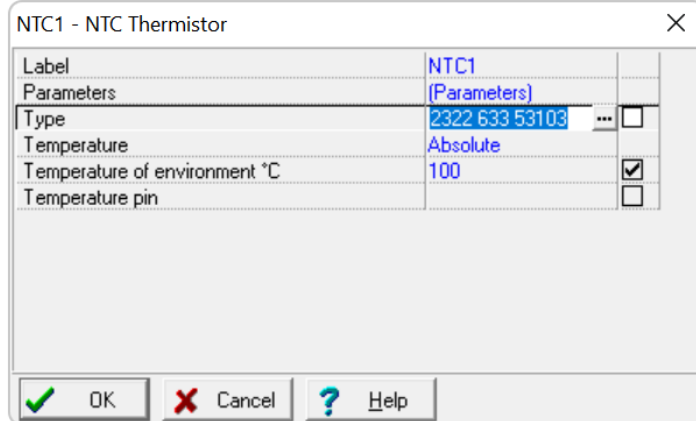 NTC1 - NTC Thermistor
Label NTC1
Parameters (Parameters)
Type 2322 633 53103 ...
Temperature Absolute
Temperature of environment °C 100
Temperature pin
OK Cancel ? Help